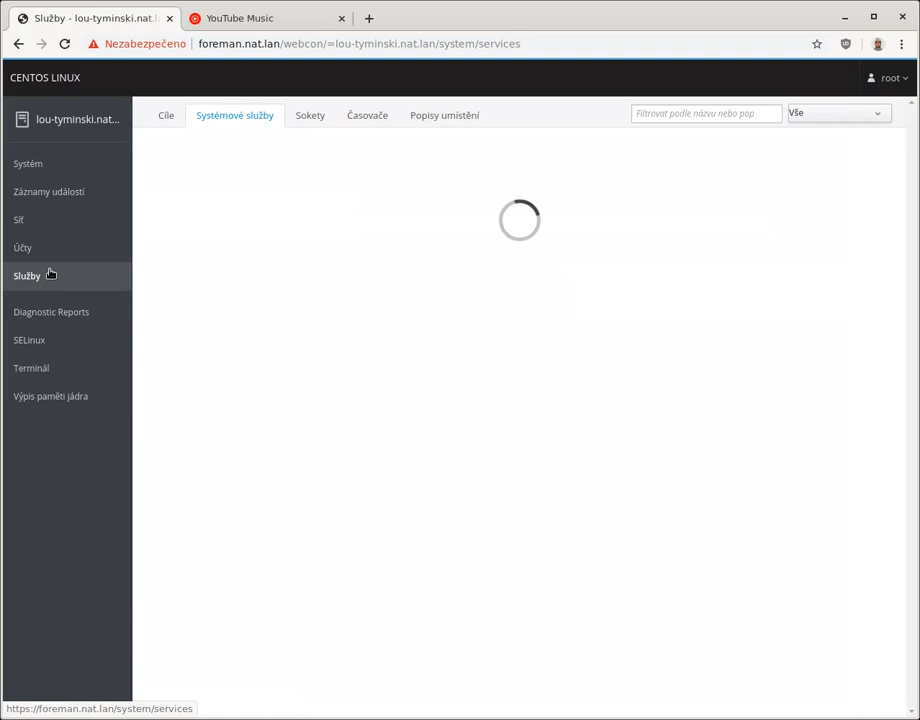 Služby - lou-tyminski.nat.l
YouTube Music
Nezabezpečeno
foreman.nat.lan/webcon/=lou-tyminski.nat.lan/system/services
CENTOS LINUX
root
lou-tyminski.nat...
Systém
Záznamy událostí
Síť
Účty
Služby
Diagnostic Reports
SELinux
Terminál
Výpis paměti jádra
Cíle
Systémové služby
Sokety
Časovače
Popisy umístění
Filtrovat podle názvu nebo pop
Vše
https://foreman.nat.lan/system/services